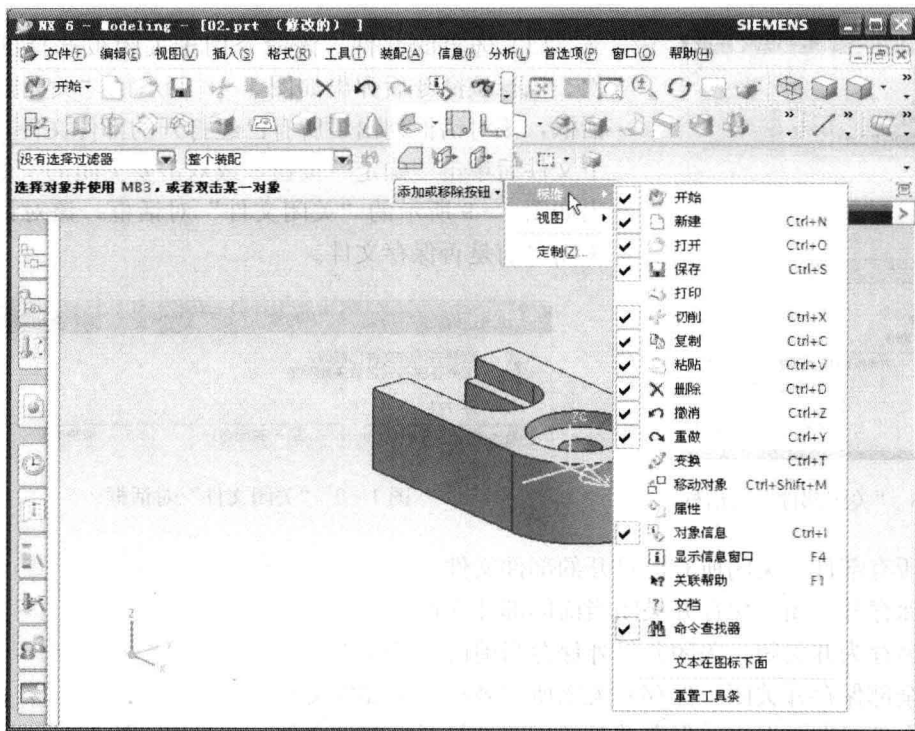 NX 6 - Modeling - [02.prt （修改的） ]
SIEMENS
文件(F) 编辑(E) 视图(V) 插入(S) 格式(R) 工具(T) 装配(A) 信息(I) 分析(L) 首选项(P) 窗口(O) 帮助(H)
开始
没有选择过滤器
整个装配
选择对象并使用 MB3，或者双击某一对象
添加或移除按钮
标准
视图
定制(Z)...
开始
新建 Ctrl+N
打开 Ctrl+O
保存 Ctrl+S
打印
切削 Ctrl+X
复制 Ctrl+C
粘贴 Ctrl+V
删除 Ctrl+D
撤消 Ctrl+Z
重做 Ctrl+Y
变换 Ctrl+T
移动对象 Ctrl+Shift+M
属性
对象信息 Ctrl+I
显示信息窗口 F4
关联帮助 F1
文档
命令查找器
文本在图标下面
重置工具条
ZC
Z
Y
X